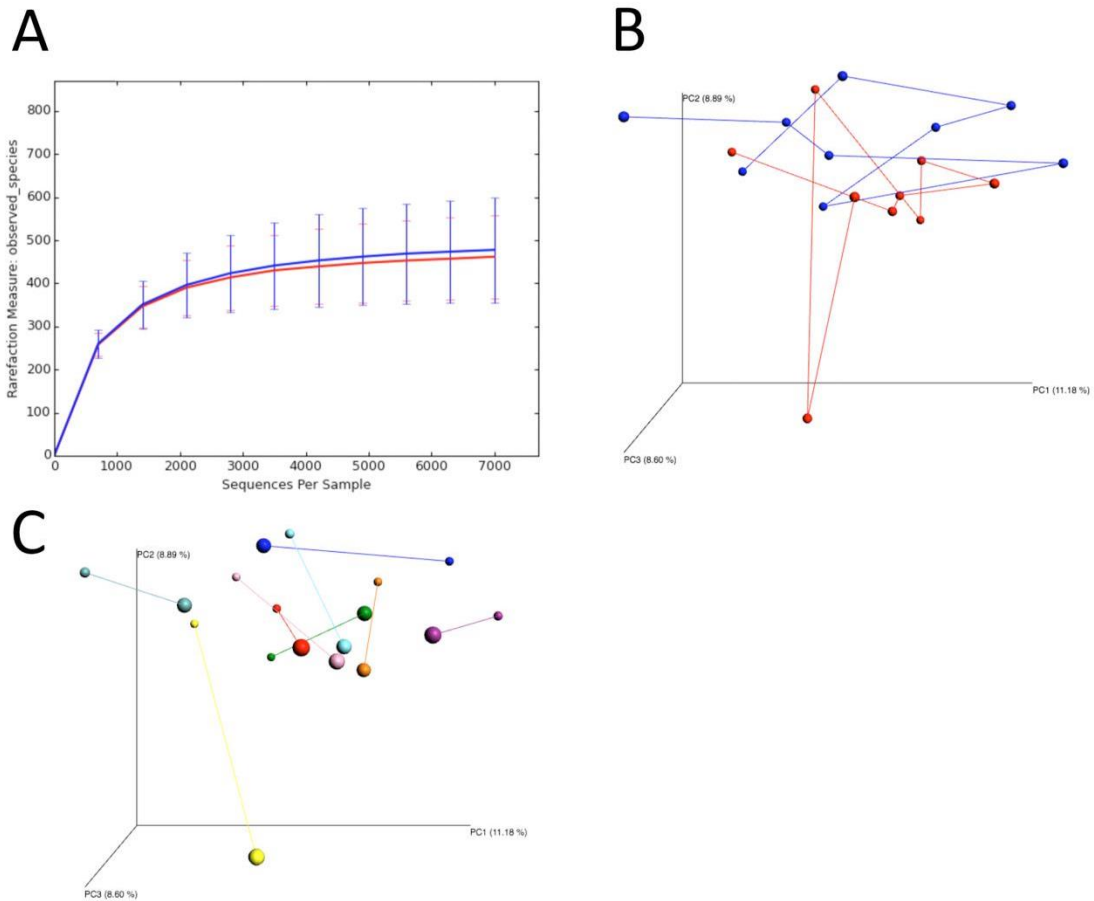 A
Rarefaction Measure: observed_species
800
700
600
500
400
300
200
100
0
0 1000 2000 3000 4000 5000 6000 7000
Sequences Per Sample
B
PC2 (8.89 %)
PC1 (11.18 %)
PC3 (8.60 %)
C
PC2 (8.89 %)
PC1 (11.18 %)
PC3 (8.60 %)